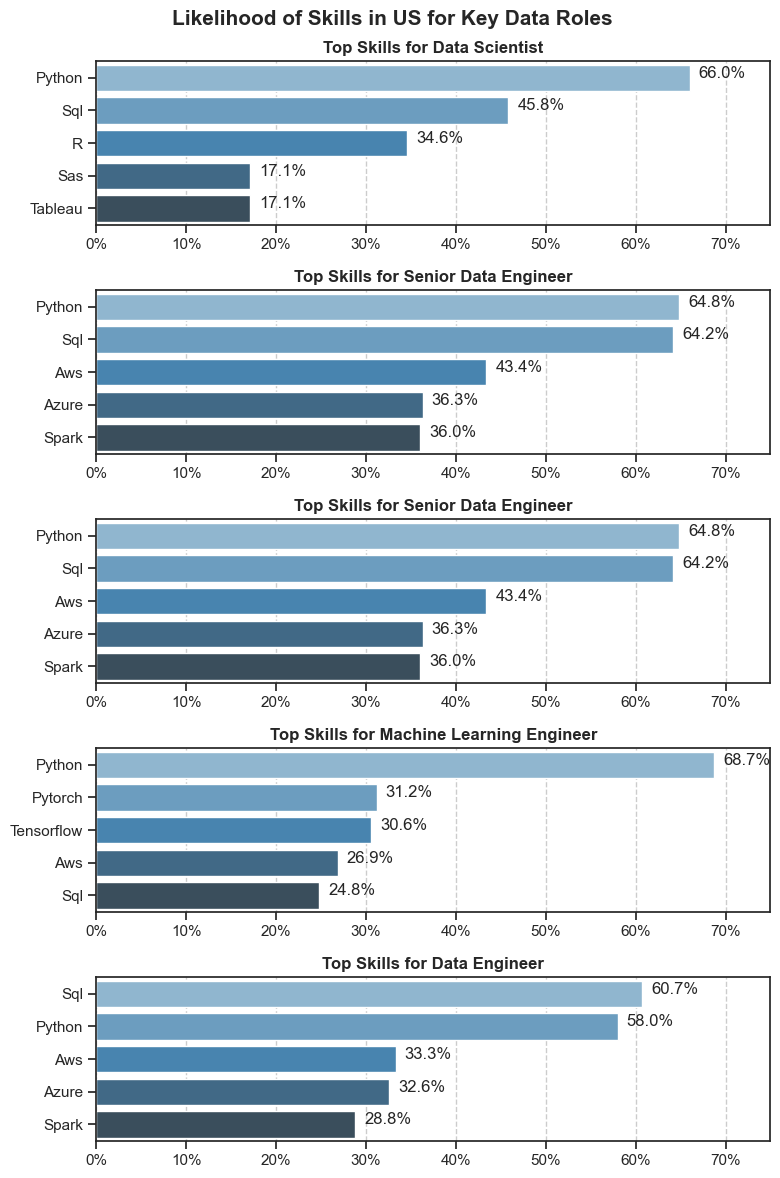 Likelihood of Skills in US for Key Data Roles
Top Skills for Data Scientist
Python 66.0%
Sql 45.8%
R 34.6%
Sas 17.1%
Tableau 17.1%
0% 10% 20% 30% 40% 50% 60% 70%
Top Skills for Senior Data Engineer
Python 64.8%
Sql 64.2%
Aws 43.4%
Azure 36.3%
Spark 36.0%
0% 10% 20% 30% 40% 50% 60% 70%
Top Skills for Senior Data Engineer
Python 64.8%
Sql 64.2%
Aws 43.4%
Azure 36.3%
Spark 36.0%
0% 10% 20% 30% 40% 50% 60% 70%
Top Skills for Machine Learning Engineer
Python 68.7%
Pytorch 31.2%
Tensorflow 30.6%
Aws 26.9%
Sql 24.8%
0% 10% 20% 30% 40% 50% 60% 70%
Top Skills for Data Engineer
Sql 60.7%
Python 58.0%
Aws 33.3%
Azure 32.6%
Spark 28.8%
0% 10% 20% 30% 40% 50% 60% 70%